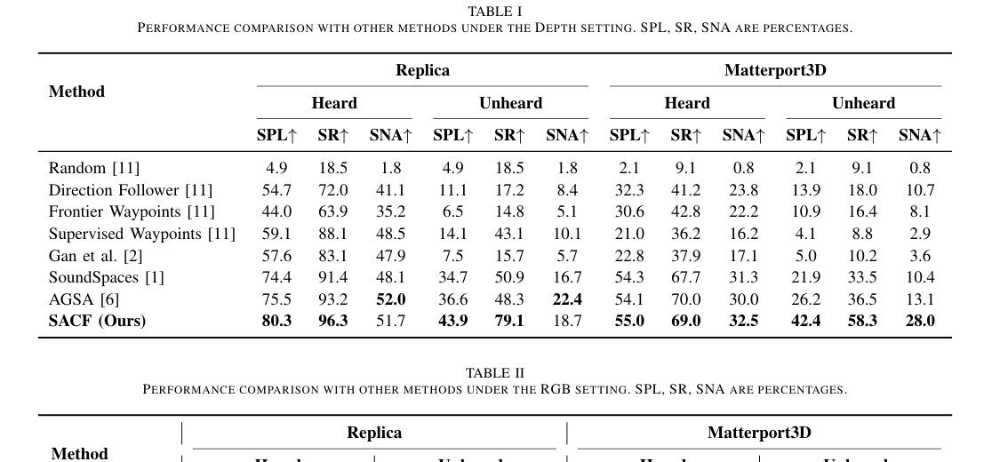 TABLE I
PERFORMANCE COMPARISON WITH OTHER METHODS UNDER THE DEPTH SETTING. SPL, SR, SNA ARE PERCENTAGES.
Method Replica Matterport3D
Heard Unheard Heard Unheard
SPL↑ SR↑ SNA↑ SPL↑ SR↑ SNA↑ SPL↑ SR↑ SNA↑ SPL↑ SR↑ SNA↑
Random [11] 4.9 18.5 1.8 4.9 18.5 1.8 2.1 9.1 0.8 2.1 9.1 0.8
Direction Follower [11] 54.7 72.0 41.1 11.1 17.2 8.4 32.3 41.2 23.8 13.9 18.0 10.7
Frontier Waypoints [11] 44.0 63.9 35.2 6.5 14.8 5.1 30.6 42.8 22.2 10.9 16.4 8.1
Supervised Waypoints [11] 59.1 88.1 48.5 14.1 43.1 10.1 21.0 36.2 16.2 4.1 8.8 2.9
Gan et al. [2] 57.6 83.1 47.9 7.5 15.7 5.7 22.8 37.9 17.1 5.0 10.2 3.6
SoundSpaces [1] 74.4 91.4 48.1 34.7 50.9 16.7 54.3 67.7 31.3 21.9 33.5 10.4
AGSA [6] 75.5 93.2 52.0 36.6 48.3 22.4 54.1 70.0 30.0 26.2 36.5 13.1
SACF (Ours) 80.3 96.3 51.7 43.9 79.1 18.7 55.0 69.0 32.5 42.4 58.3 28.0
TABLE II
PERFORMANCE COMPARISON WITH OTHER METHODS UNDER THE RGB SETTING. SPL, SR, SNA ARE PERCENTAGES.
Method Replica Matterport3D